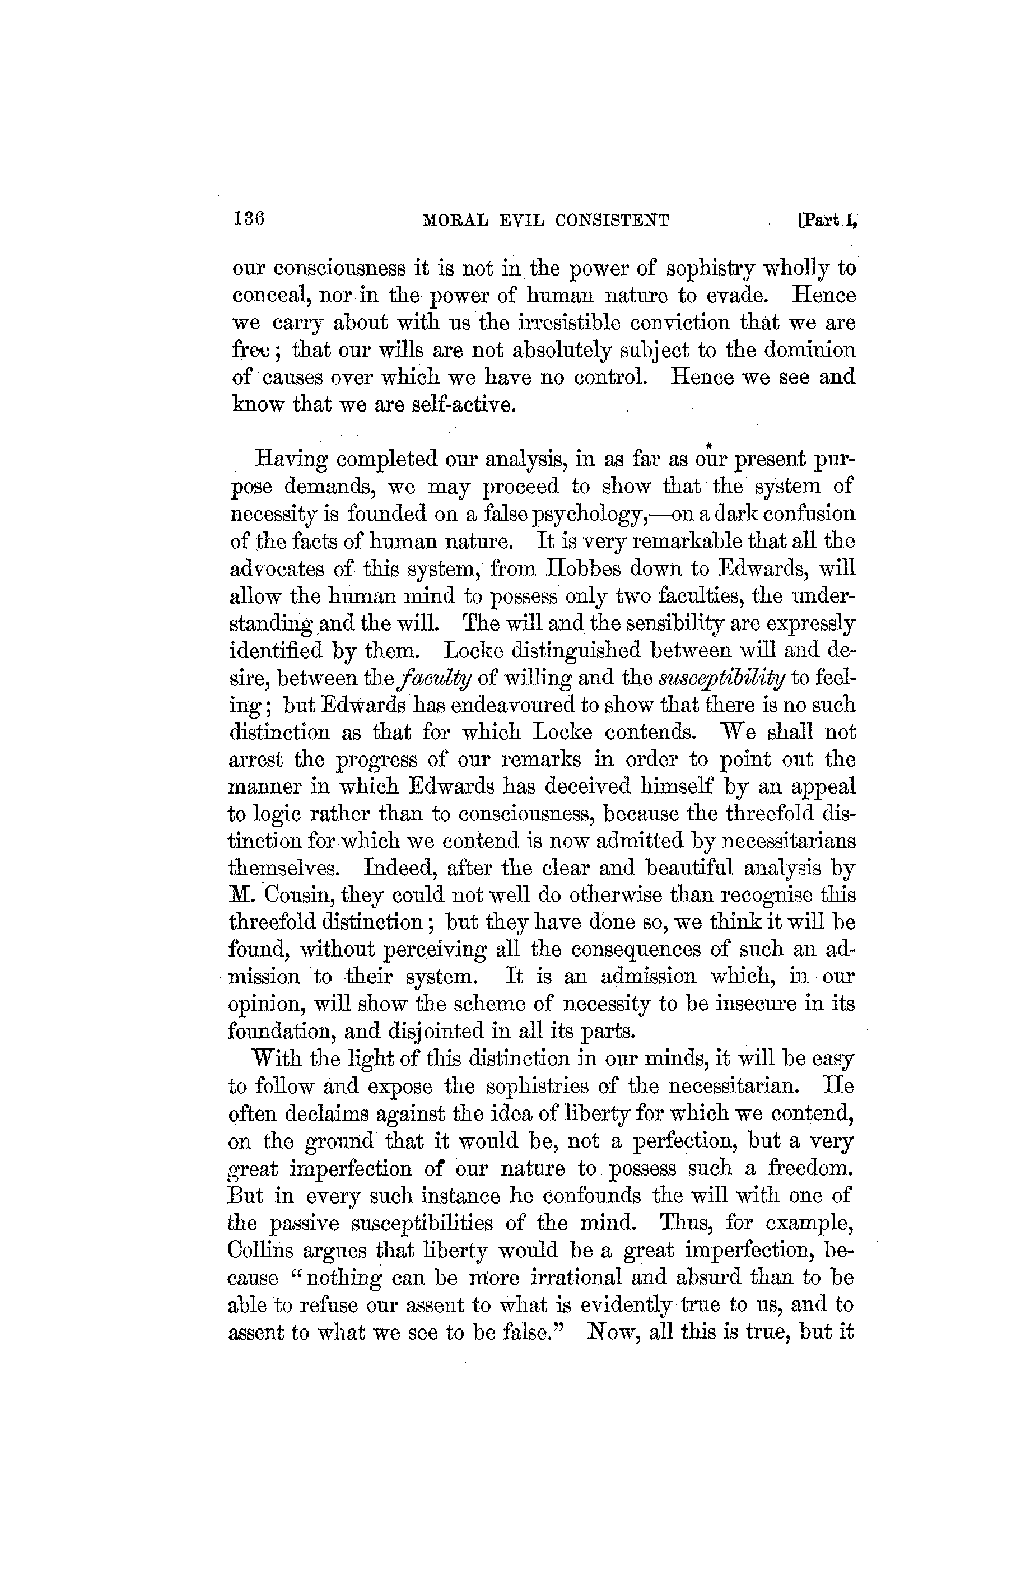 136 MORAL EVIL CONSISTENT [Part I,
our consciousness it is not in the power of sophistry wholly to
conceal, nor in the power of human nature to evade. Hence
we carry about with us the irresistible conviction that we are
free; that our wills are not absolutely subject to the dominion
of causes over which we have no control. Hence we see and
know that we are self-active.
Having completed our analysis, in as far as our present pur-
pose demands, we may proceed to show that the system of
necessity is founded on a false psychology,—on a dark confusion
of the facts of human nature. It is very remarkable that all the
advocates of this system, from Hobbes down to Edwards, will
allow the human mind to possess only two faculties, the under-
standing and the will. The will and the sensibility are expressly
identified by them. Locke distinguished between will and de-
sire, between the faculty of willing and the susceptibility to feel-
ing; but Edwards has endeavoured to show that there is no such
distinction as that for which Locke contends. We shall not
arrest the progress of our remarks in order to point out the
manner in which Edwards has deceived himself by an appeal
to logic rather than to consciousness, because the threefold dis-
tinction for which we contend is now admitted by necessitarians
themselves. Indeed, after the clear and beautiful analysis by
M. Cousin, they could not well do otherwise than recognise this
threefold distinction; but they have done so, we think it will be
found, without perceiving all the consequences of such an ad-
mission to their system. It is an admission which, in our
opinion, will show the scheme of necessity to be insecure in its
foundation, and disjointed in all its parts.
With the light of this distinction in our minds, it will be easy
to follow and expose the sophistries of the necessitarian. He
often declaims against the idea of liberty for which we contend,
on the ground that it would be, not a perfection, but a very
great imperfection of our nature to possess such a freedom.
But in every such instance he confounds the will with one of
the passive susceptibilities of the mind. Thus, for example,
Collins argues that liberty would be a great imperfection, be-
cause "nothing can be more irrational and absurd than to be
able to refuse our assent to what is evidently true to us, and to
assent to what we see to be false." Now, all this is true, but it